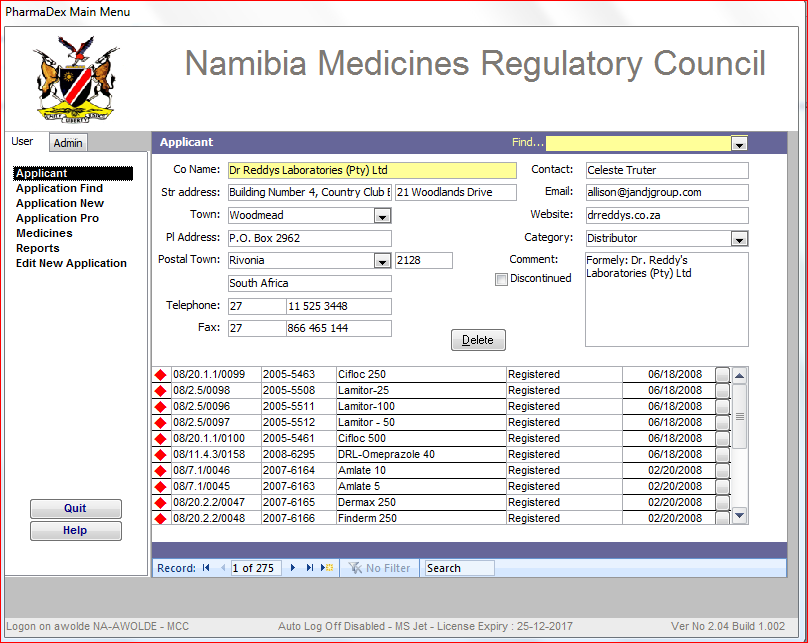 PharmaDex Main Menu
Namibia Medicines Regulatory Council
User Admin
Applicant
Application Find
Application New
Application Pro
Medicines
Reports
Edit New Application
Quit
Help
Applicant Find...
Co Name: Dr Reddys Laboratories (Pty) Ltd Contact: Celeste Truter
Str address: Building Number 4, Country Club E 21 Woodlands Drive Email: allison@jandjgroup.com
Town: Woodmead Website: drreddys.co.za
Pl Address: P.O. Box 2962 Category: Distributor
Postal Town: Rivonia 2128 Comment: Formely: Dr. Reddy's
Laboratories (Pty) Ltd
Discontinued
South Africa
Telephone: 27 11 525 3448
Fax: 27 866 465 144
Delete
08/20.1.1/0099 2005-5463 Cifloc 250 Registered 06/18/2008
08/2.5/0098 2005-5508 Lamitor-25 Registered 06/18/2008
08/2.5/0096 2005-5511 Lamitor-100 Registered 06/18/2008
08/2.5/0097 2005-5512 Lamitor - 50 Registered 06/18/2008
08/20.1.1/0100 2005-5461 Cifloc 500 Registered 06/18/2008
08/11.4.3/0158 2008-6295 DRL-Omeprazole 40 Registered 06/18/2008
08/7.1/0046 2007-6164 Amlate 10 Registered 02/20/2008
08/7.1/0045 2007-6163 Amlate 5 Registered 02/20/2008
08/20.2.2/0047 2007-6165 Dermax 250 Registered 02/20/2008
08/20.2.2/0048 2007-6166 Finderm 250 Registered 02/20/2008
Record: 1 of 275 No Filter Search
Logon on awolde NA-AWOLDE - MCC Auto Log Off Disabled - MS Jet - License Expiry : 25-12-2017 Ver No 2.04 Build 1.002